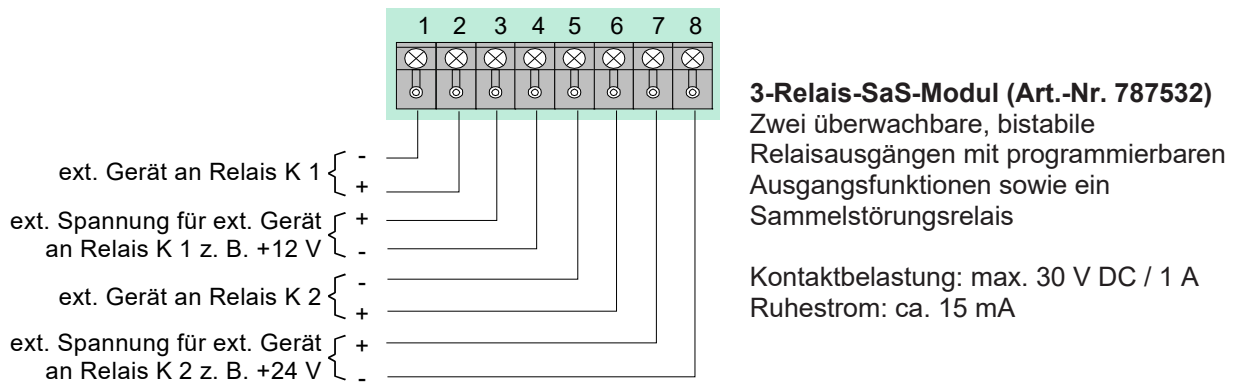 1 2 3 4 5 6 7 8
ext. Gerät an Relais K 1
-
+
ext. Spannung für ext. Gerät
an Relais K 1 z. B. +12 V
+
-
ext. Gerät an Relais K 2
-
+
ext. Spannung für ext. Gerät
an Relais K 2 z. B. +24 V
+
-
3-Relais-SaS-Modul (Art.-Nr. 787532)
Zwei überwachbare, bistabile
Relaisausgängen mit programmierbaren
Ausgangsfunktionen sowie ein
Sammelstörungsrelais
Kontaktbelastung: max. 30 V DC / 1 A
Ruhestrom: ca. 15 mA